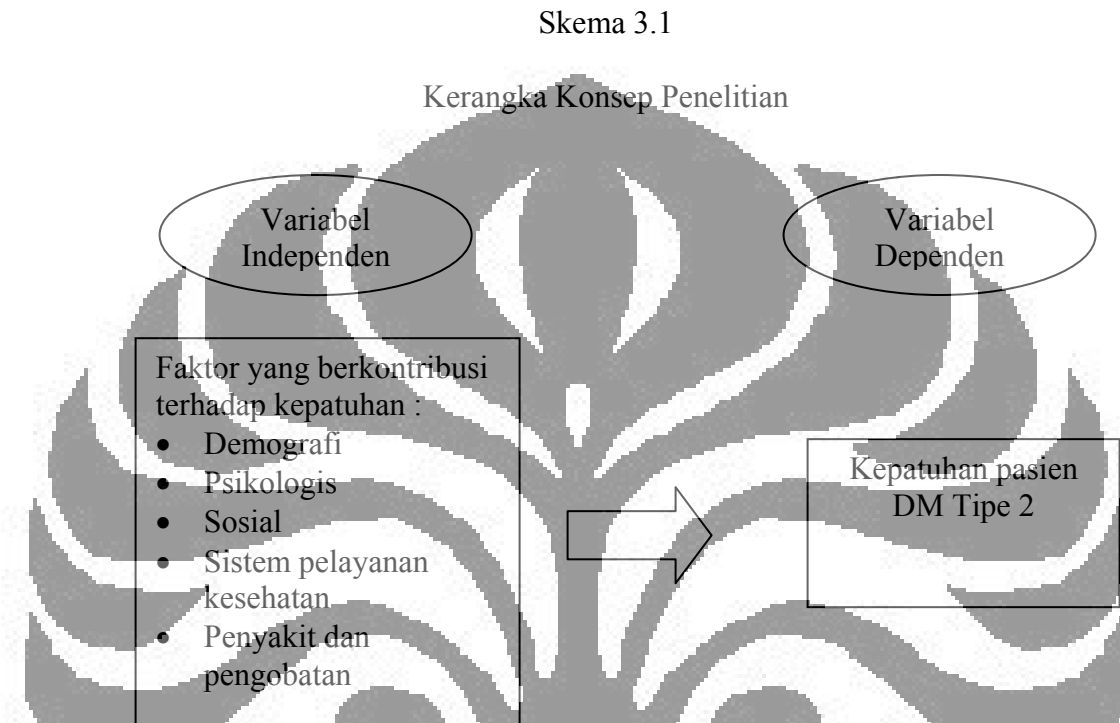 Skema 3.1
Kerangka Konsep Penelitian
Variabel
Independen
Variabel
Dependen
Faktor yang berkontribusi
terhadap kepatuhan :
• Demografi
• Psikologis
• Sosial
• Sistem pelayanan
kesehatan
• Penyakit dan
pengobatan
Kepatuhan pasien
DM Tipe 2